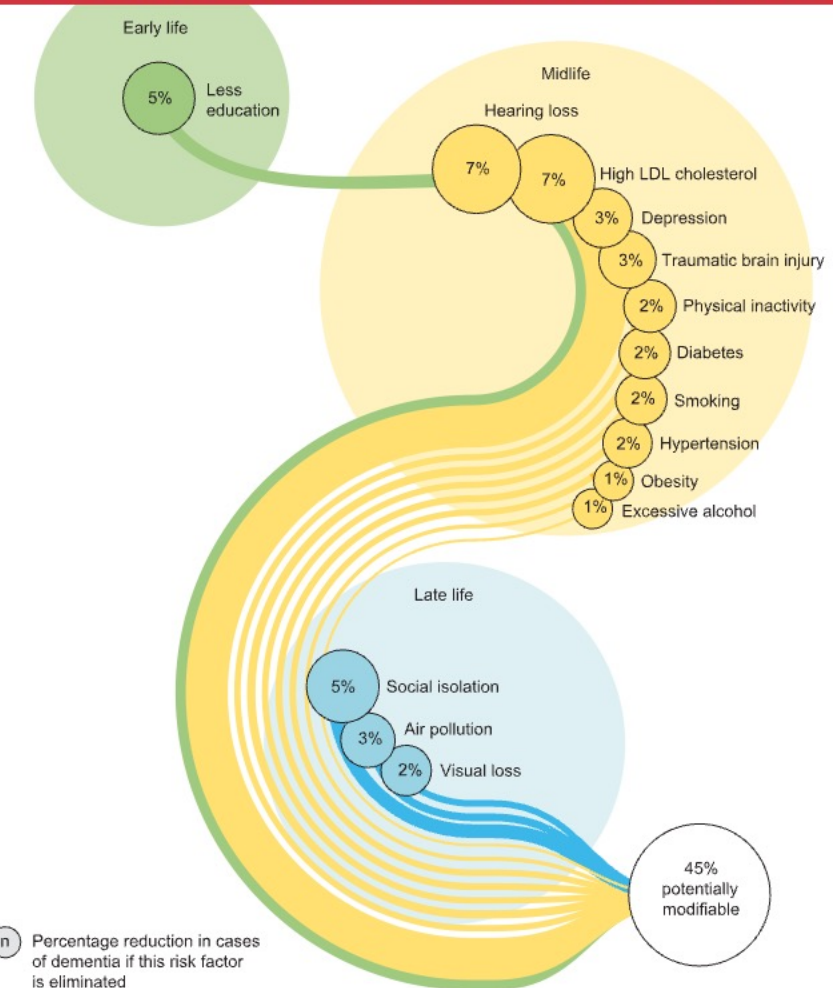 Early life
5%
Less
education
Midlife
Hearing loss
7%
7%
High LDL cholesterol
3%
Depression
3%
Traumatic brain injury
2%
Physical inactivity
2%
Diabetes
2%
Smoking
2%
Hypertension
1%
Obesity
1%
Excessive alcohol
Late life
5%
Social isolation
3%
Air pollution
2%
Visual loss
45%
potentially
modifiable
n
Percentage reduction in cases
of dementia if this risk factor
is eliminated